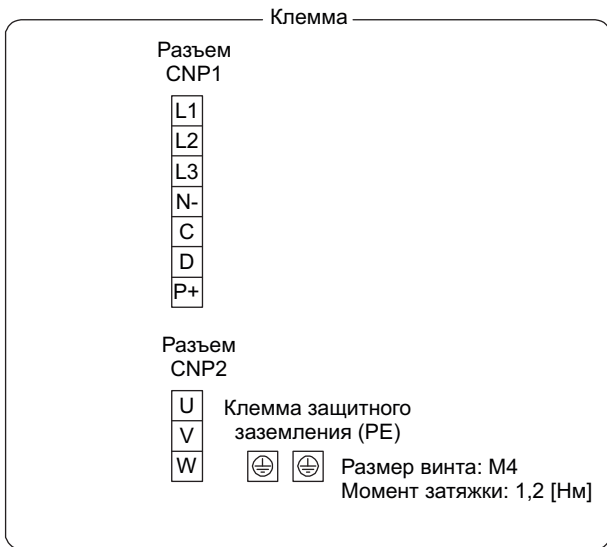 Клемма
Разъем
CNP1
L1
L2
L3
N-
C
D
P+
Разъем
CNP2
U
V
W
Клемма защитного
заземления (PE)
Размер винта: M4
Момент затяжки: 1,2 [Нм]